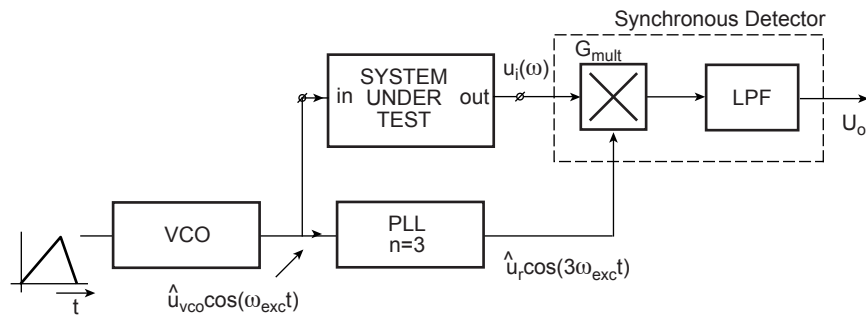 Synchronous Detector
G_mult
u_i(ω)
SYSTEM
in UNDER out
TEST
LPF
U_o
VCO
PLL
n=3
t
û_vco cos(ω_exc t)
û_r cos(3ω_exc t)